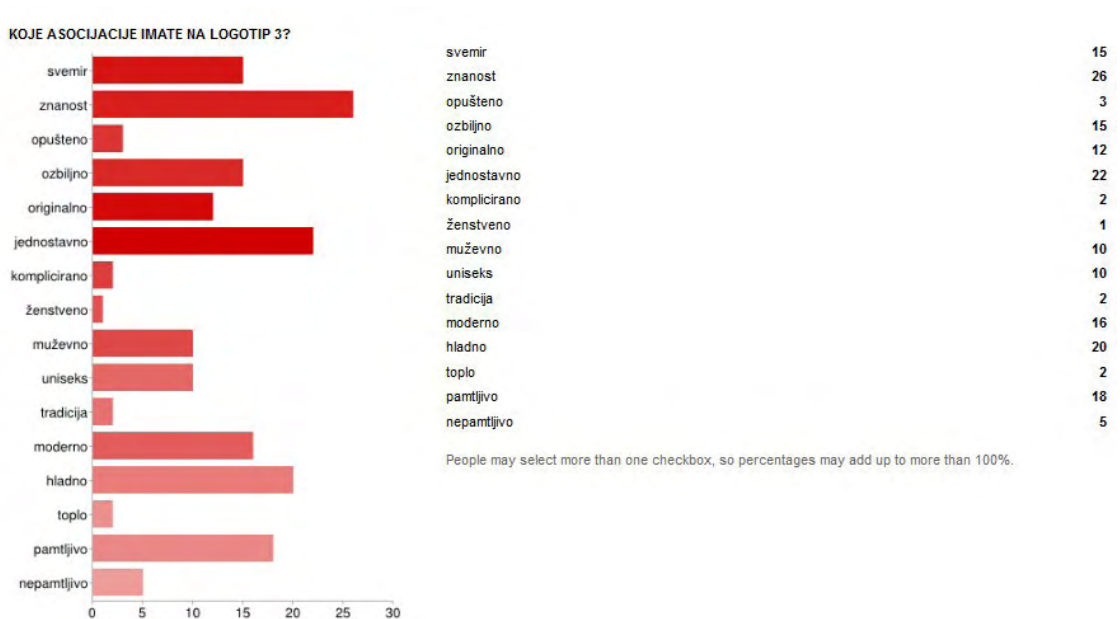 KOJE ASOCIJACIJE IMATE NA LOGOTIP 3?
svemir
znanost
opušteno
ozbiljno
originalno
jednostavno
komplicirano
ženstveno
muževno
uniseks
tradicija
moderno
hladno
toplo
pamtljivo
nepamtljivo
0 5 10 15 20 25 30
svemir 15
znanost 26
opušteno 3
ozbiljno 15
originalno 12
jednostavno 22
komplicirano 2
ženstveno 1
muževno 10
uniseks 10
tradicija 2
moderno 16
hladno 20
toplo 2
pamtljivo 18
nepamtljivo 5
People may select more than one checkbox, so percentages may add up to more than 100%.